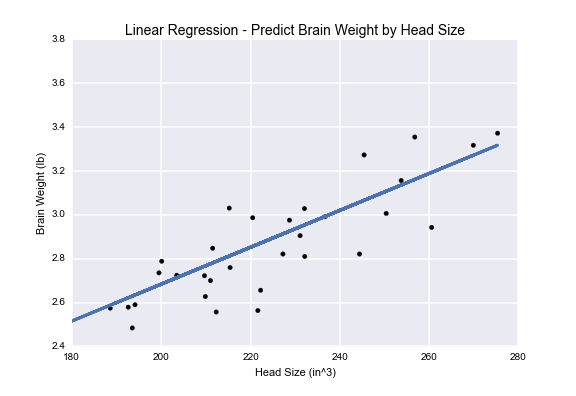 Linear Regression - Predict Brain Weight by Head Size
3.8
3.6
3.4
3.2
3.0
2.8
2.6
2.4
Brain Weight (lb)
180 200 220 240 260 280
Head Size (in^3)